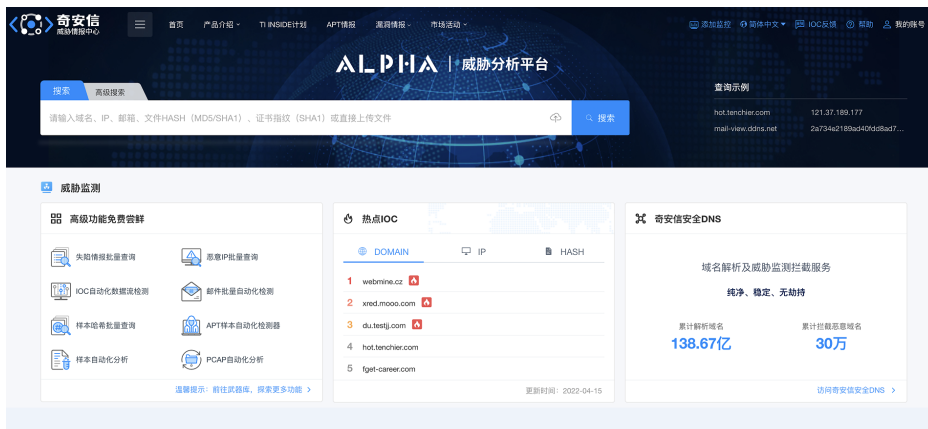 奇安信
威胁情报中心
首页 产品介绍 TI INSIDE计划 APT情报 漏洞情报 市场活动
添加监控 简体中文 IOC反馈 帮助 我的账号
ALPHA 威胁分析平台
搜索 高级搜索
请输入域名、IP、邮箱、文件HASH（MD5/SHA1）、证书指纹（SHA1）或直接上传文件
搜索
查询示例
hot.tenchier.com 121.37.189.177
mail-view.ddns.net 2a734e2189ad40fdd8ad7...
威胁监测
高级功能免费尝鲜
失陷情报批量查询 恶意IP批量查询
IOC自动化数据流检测 邮件批量自动化检测
样本哈希批量查询 APT样本自动化检测器
样本自动化分析 PCAP自动化分析
温馨提示：前往武器库，探索更多功能 >
热点IOC
DOMAIN IP HASH
1 webmine.cz
2 xred.mooo.com
3 du.testjj.com
4 hot.tenchier.com
5 fget-career.com
更新时间：2022-04-15
奇安信安全DNS
域名解析及威胁监测拦截服务
纯净、稳定、无劫持
累计解析域名 累计拦截恶意域名
138.67亿 30万
访问奇安信安全DNS >